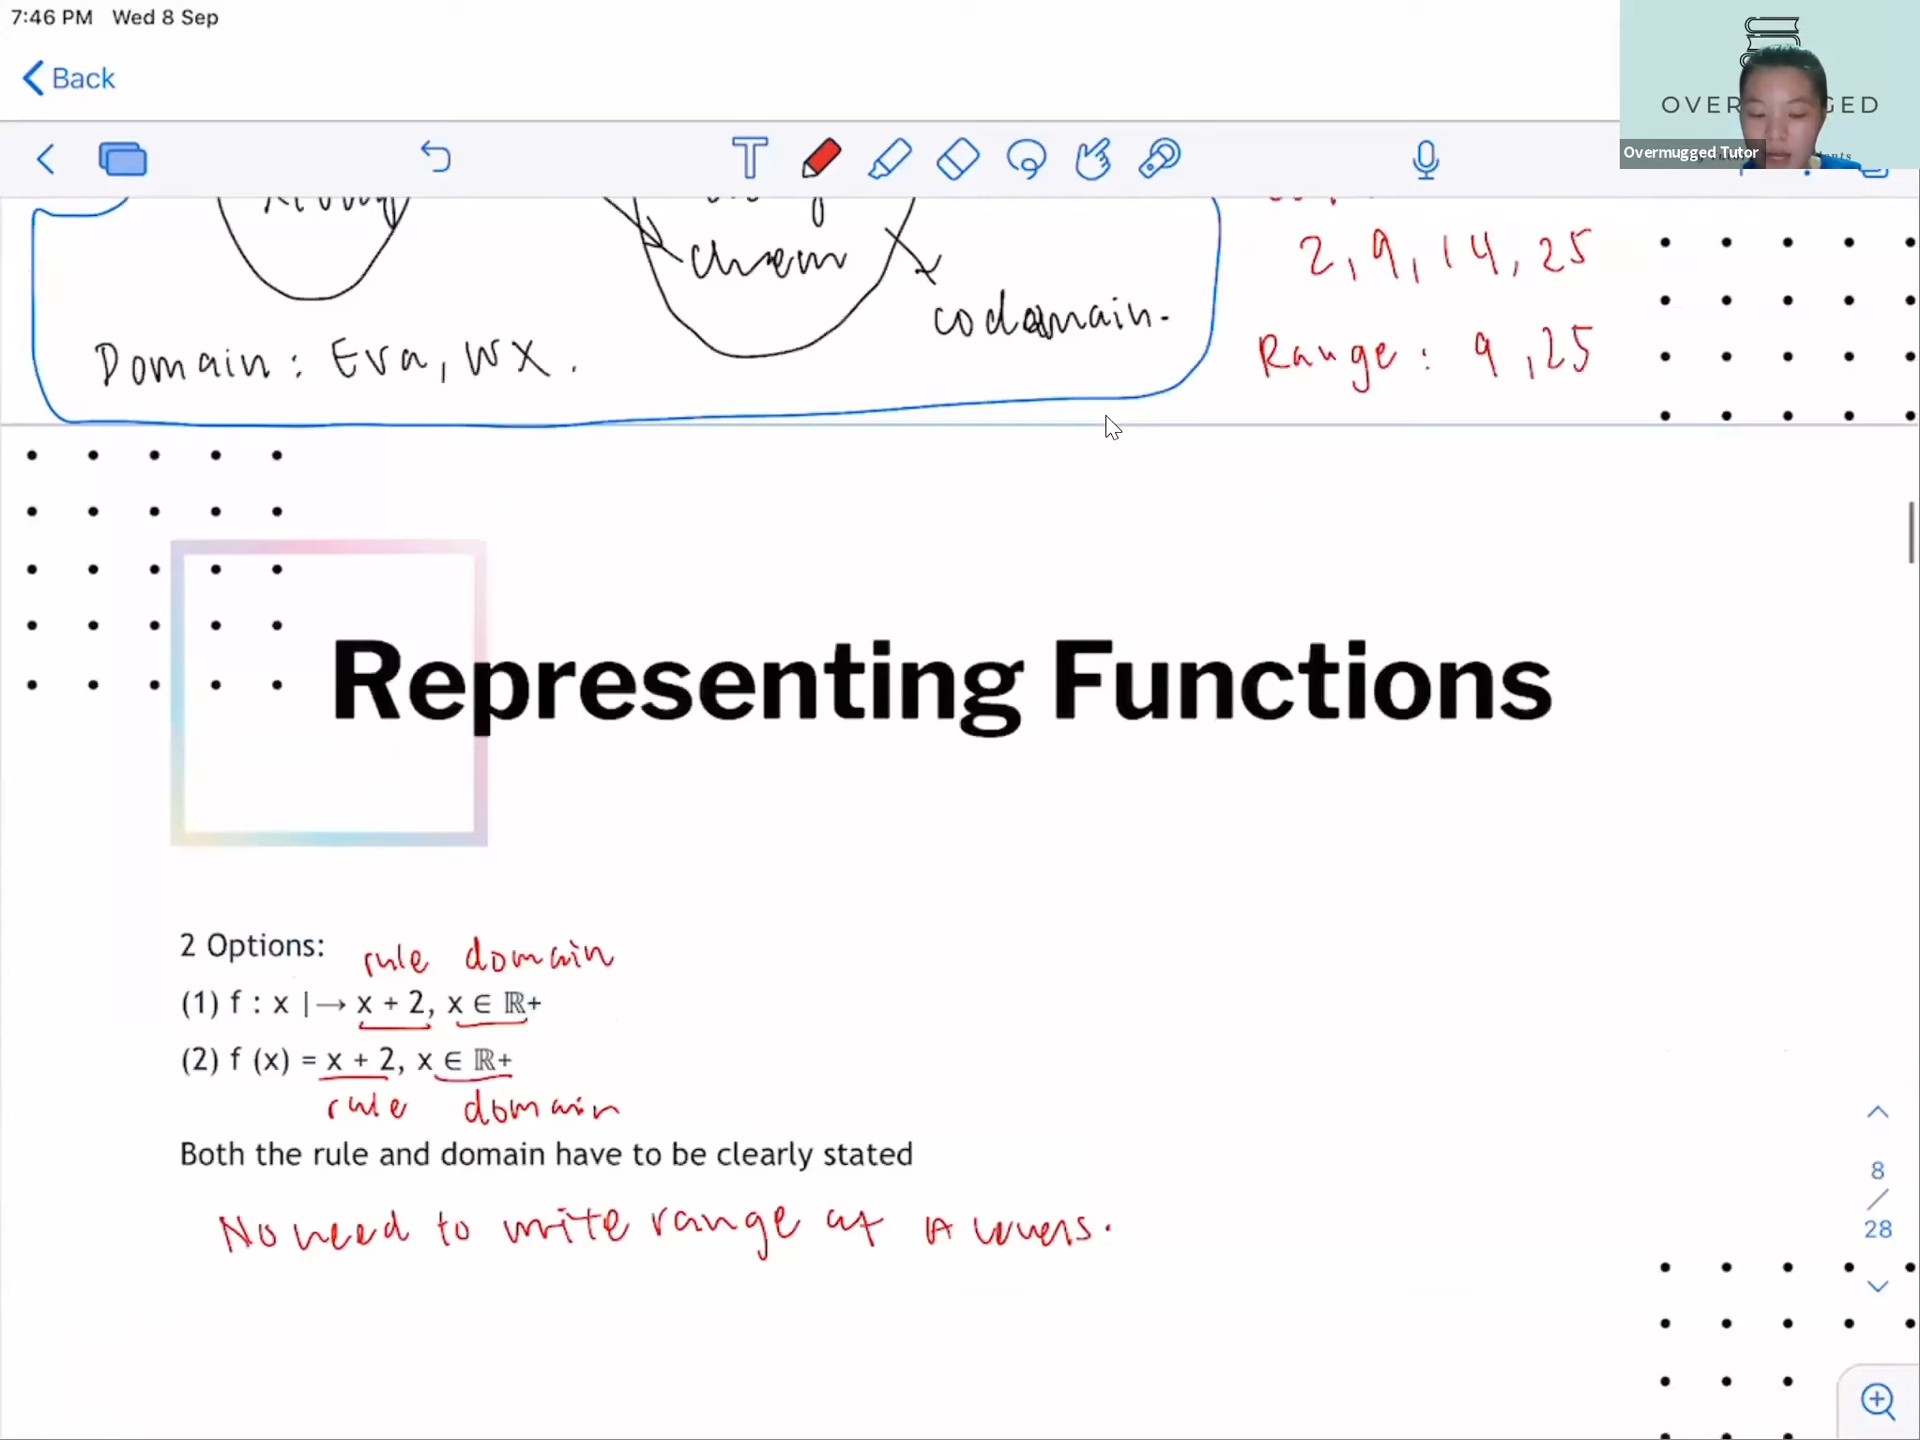 7:46 PM Wed 8 Sep
Back
OVER GED
Overmugged Tutor
chem
codomain.
Domain : Eva, WX .
2, 9, 14, 25
Range : 9, 25
Representing Functions
2 Options:
rule domain
(1) f : x |→ x + 2, x ∈ ℝ+
(2) f (x) = x + 2, x ∈ ℝ+
rule domain
Both the rule and domain have to be clearly stated
No need to write range at A levels.
8
/
28